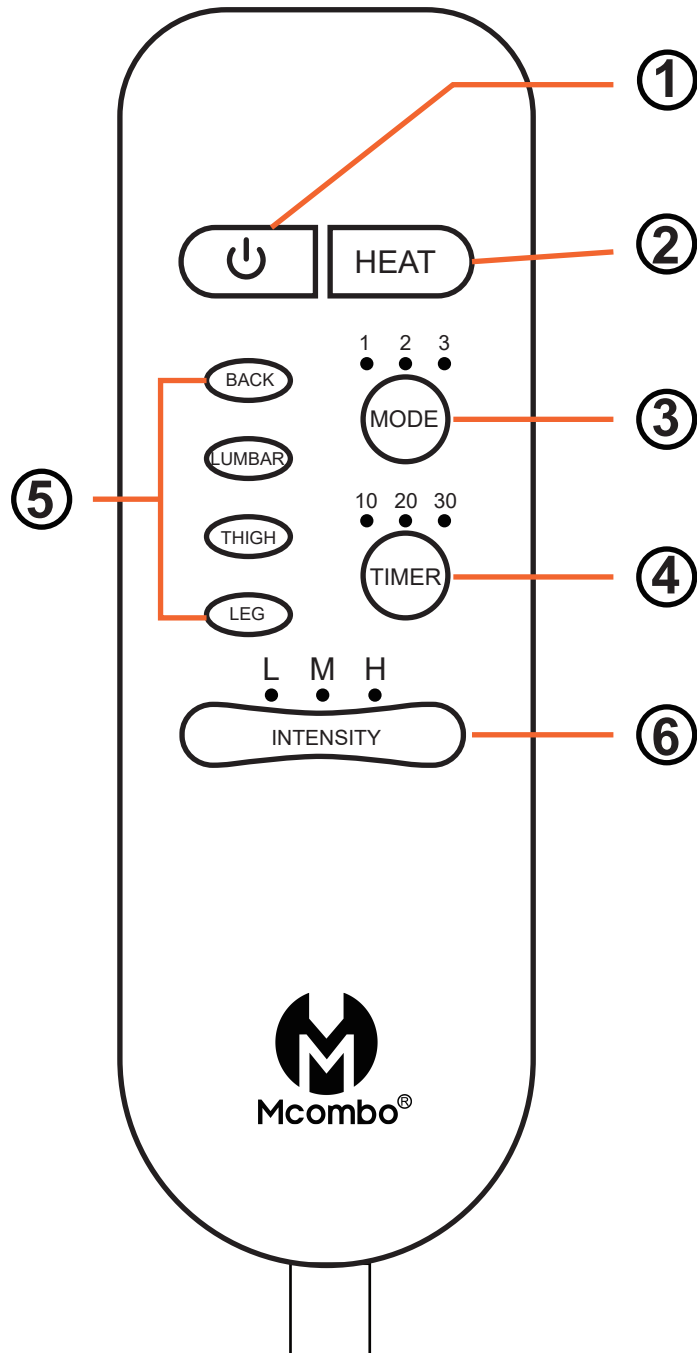 1
HEAT
2
1 2 3
BACK
MODE
3
LUMBAR
5
10 20 30
THIGH
TIMER
4
LEG
L M H
INTENSITY
6
M
Mcombo®